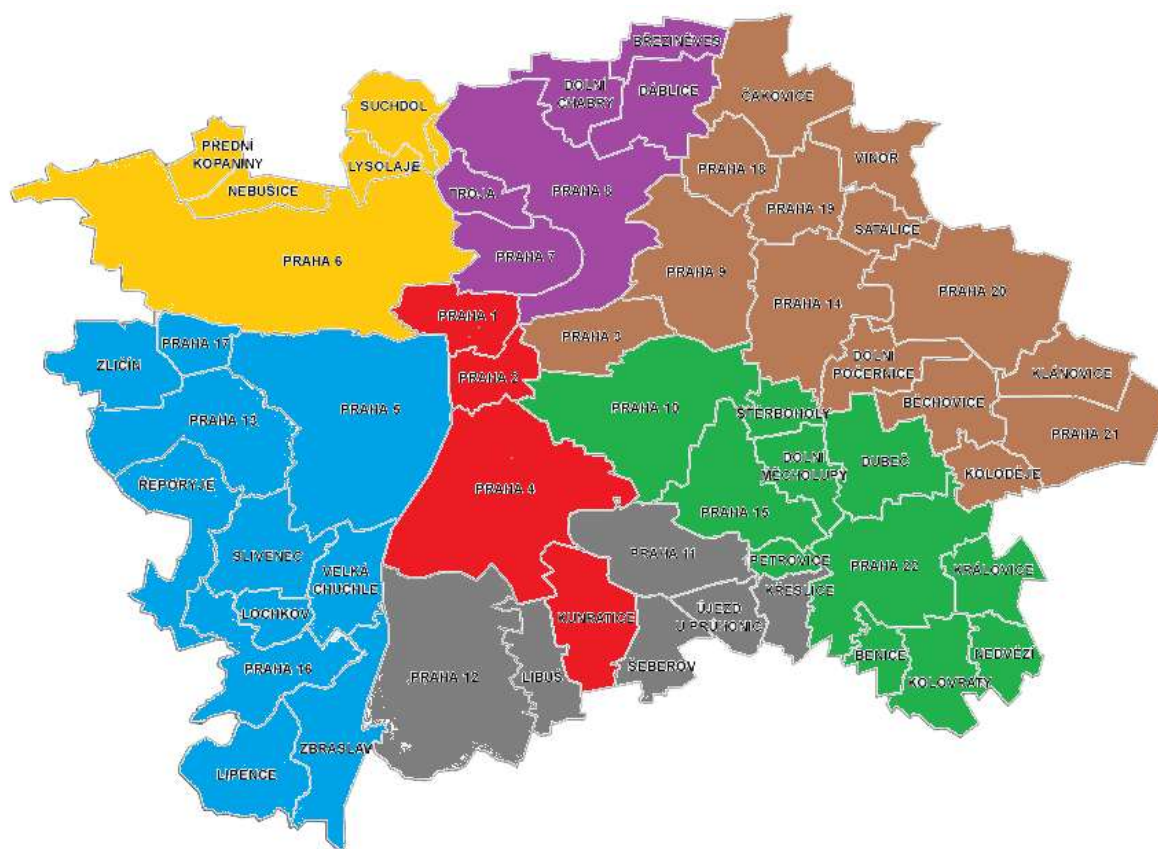 BŘEZINĚVES
DOLNÍ
CHABRY
ĎÁBLICE
ČAKOVICE
SUCHDOL
PŘEDNÍ
KOPANINY
LYSOLAJE
NEBUŠICE
TROJA
PRAHA 8
PRAHA 18
VINOŘ
PRAHA 19
SATALICE
PRAHA 6
PRAHA 7
PRAHA 9
PRAHA 14
PRAHA 20
PRAHA 1
PRAHA 3
PRAHA 17
ZLIČÍN
PRAHA 2
DOLNÍ
POČERNICE
KLÁNOVICE
PRAHA 13
PRAHA 5
PRAHA 10
ŠTĚRBOHOLY
BĚCHOVICE
PRAHA 21
ŘEPORYJE
PRAHA 4
DOLNÍ
MĚCHOLUPY
DUBEČ
KOLODĚJE
PRAHA 15
SLIVENEC
VELKÁ
CHUCHLE
PRAHA 11
PETROVICE
PRAHA 22
KRÁLOVICE
LOCHKOV
KUNRATICE
ÚJEZD
U PRŮHONIC
KŘESLICE
PRAHA 16
PRAHA 12
LIBUŠ
ŠEBEROV
BENICE
NEDVĚZÍ
KOLOVRATY
LIPENCE
ZBRASLAV